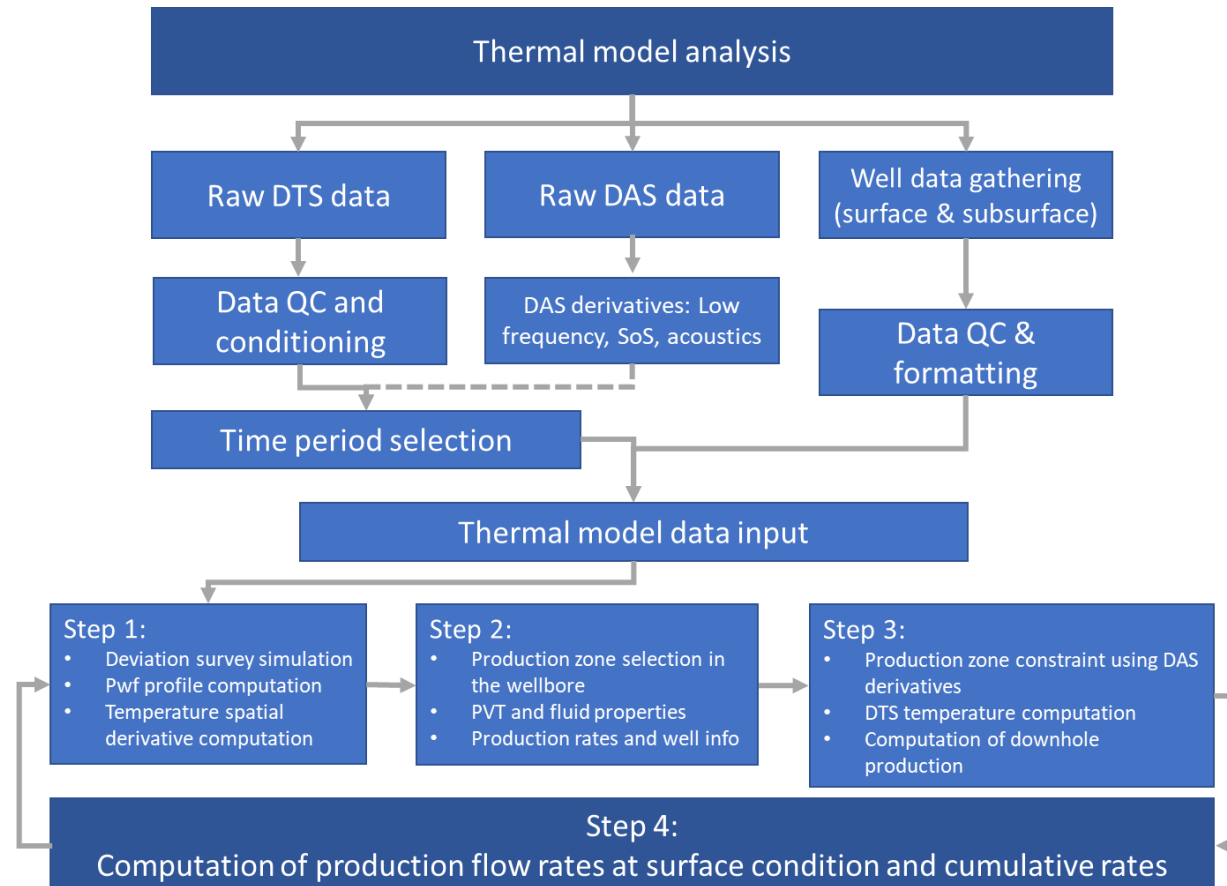 Thermal model analysis
Raw DTS data
Raw DAS data
Well data gathering
(surface & subsurface)
Data QC and
conditioning
DAS derivatives: Low
frequency, SoS, acoustics
Data QC &
formatting
Time period selection
Thermal model data input
Step 1:
• Deviation survey simulation
• Pwf profile computation
• Temperature spatial
derivative computation
Step 2:
• Production zone selection in
the wellbore
• PVT and fluid properties
• Production rates and well info
Step 3:
• Production zone constraint using DAS
derivatives
• DTS temperature computation
• Computation of downhole
production
Step 4:
Computation of production flow rates at surface condition and cumulative rates